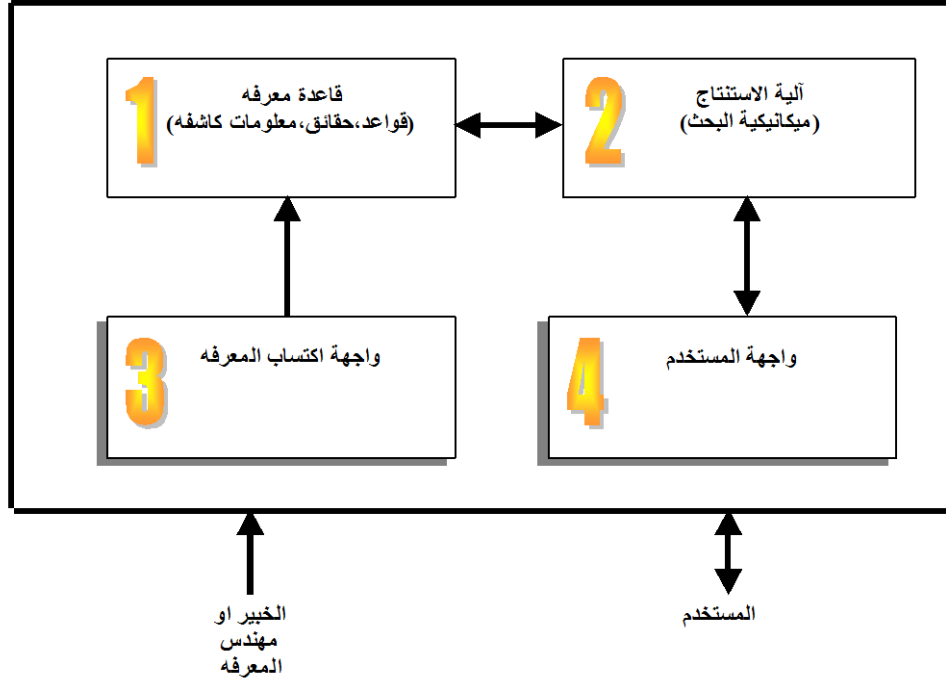 1
قاعدة معرفه
(قواعد،حقائق،معلومات كاشفه)
2
آلية الاستنتاج
(ميكانيكية البحث)
3
واجهة اكتساب المعرفه
4
واجهة المستخدم
الخبير او
مهندس
المعرفه
المستخدم